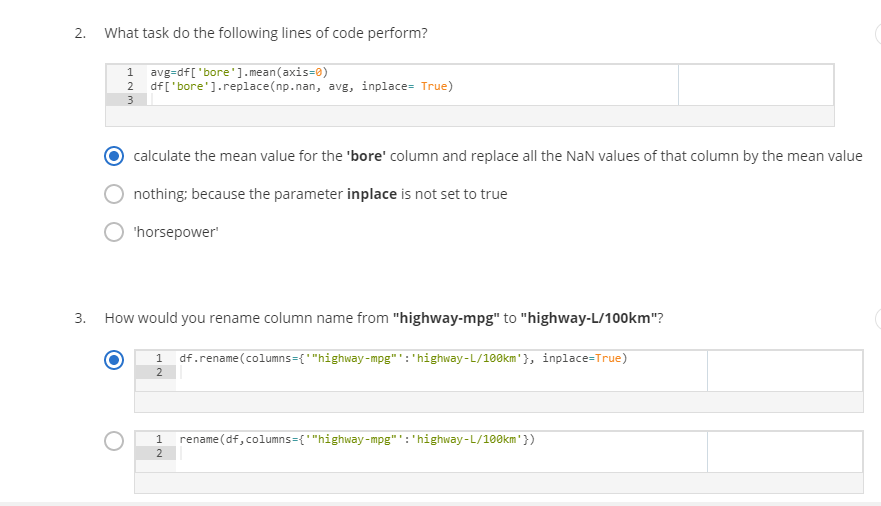 2. What task do the following lines of code perform?
1 avg=df['bore'].mean(axis=0)
2 df['bore'].replace(np.nan, avg, inplace= True)
3
calculate the mean value for the 'bore' column and replace all the NaN values of that column by the mean value
nothing; because the parameter inplace is not set to true
'horsepower'
3. How would you rename column name from "highway-mpg" to "highway-L/100km"?
1 df.rename(columns={'"highway-mpg"':'highway-L/100km'}, inplace=True)
2
1 rename(df,columns={'"highway-mpg"':'highway-L/100km'})
2